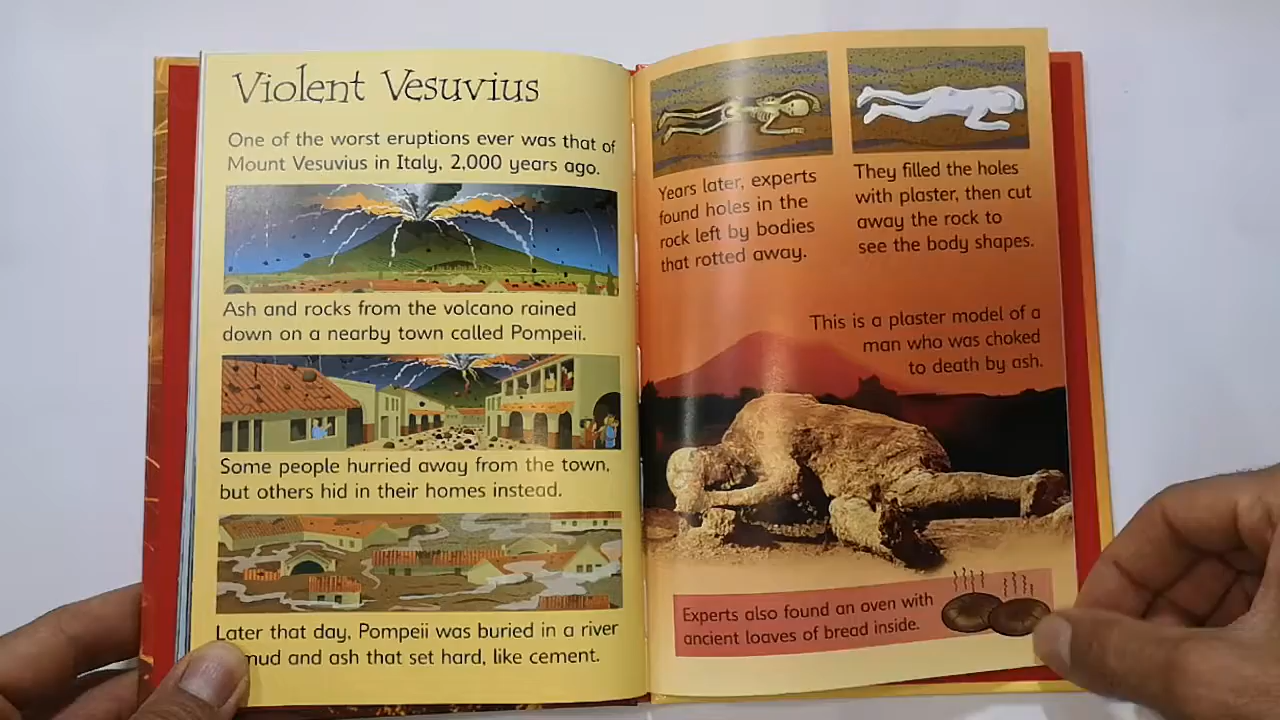 Violent Vesuvius
One of the worst eruptions ever was that of
Mount Vesuvius in Italy, 2,000 years ago.
Ash and rocks from the volcano rained
down on a nearby town called Pompeii.
Some people hurried away from the town,
but others hid in their homes instead.
Later that day, Pompeii was buried in a river
mud and ash that set hard, like cement.
Years later, experts
found holes in the
rock left by bodies
that rotted away.
They filled the holes
with plaster, then cut
away the rock to
see the body shapes.
This is a plaster model of a
man who was choked
to death by ash.
Experts also found an oven with
ancient loaves of bread inside.